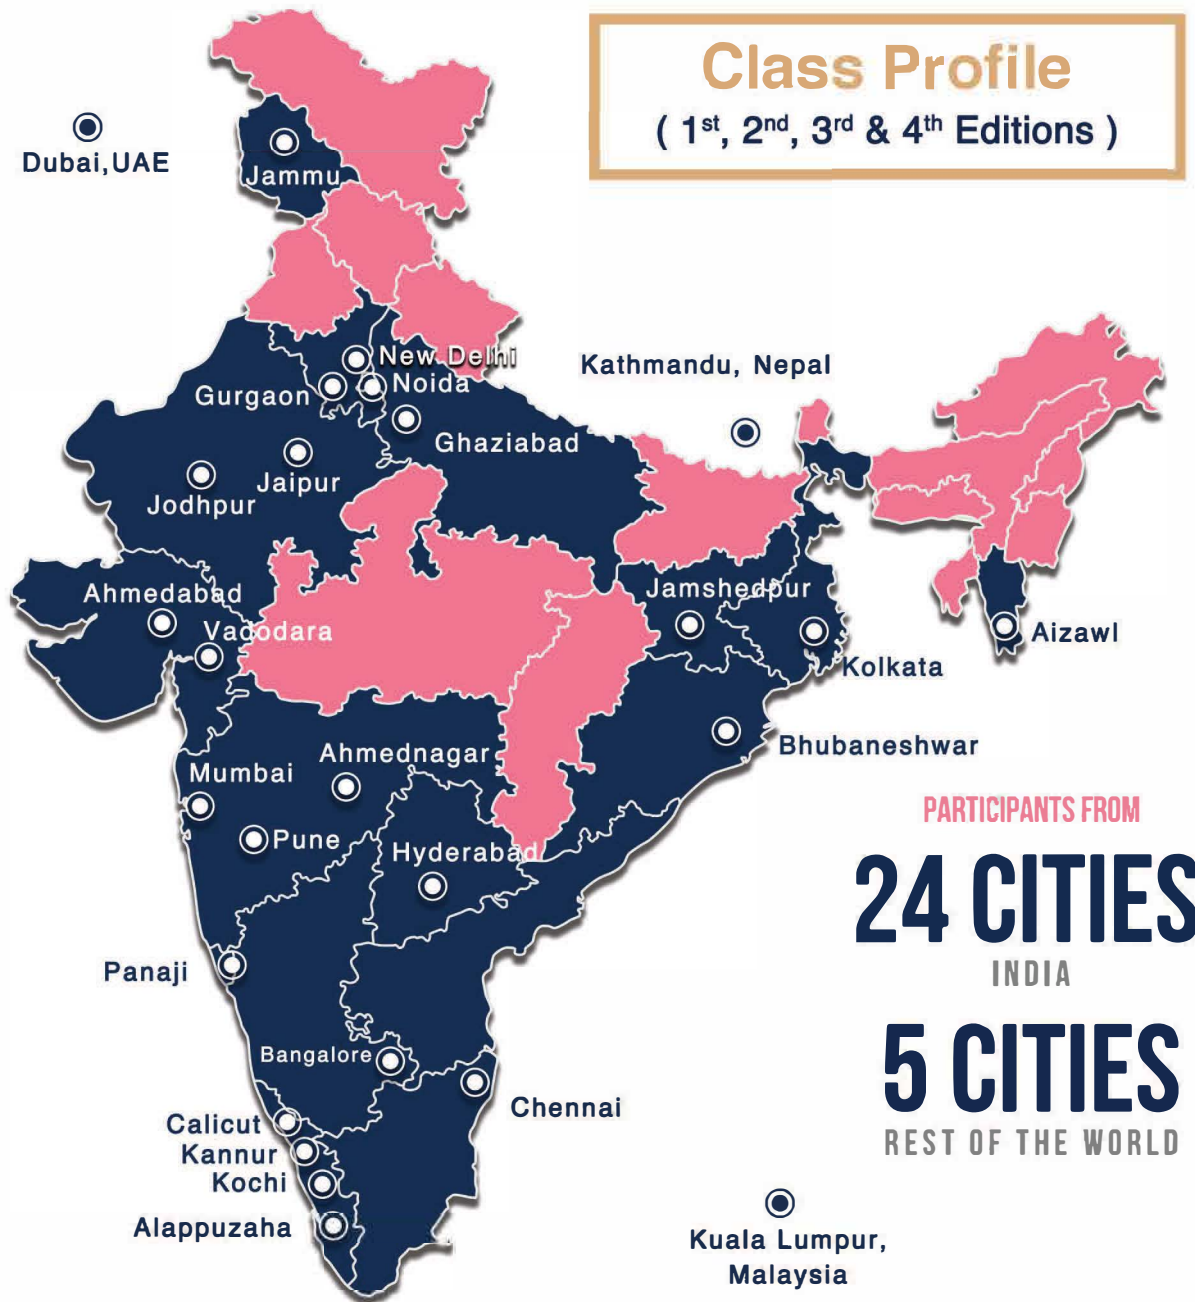 Class Profile
( 1st, 2nd, 3rd & 4th Editions )
Dubai,UAE
Jammu
New Delhi
Kathmandu, Nepal
Noida
Gurgaon
Ghaziabad
Jaipur
Jodhpur
Ahmedabad
Jamshedpur
Vadodara
Aizawl
Kolkata
Bhubaneshwar
Ahmednagar
Mumbai
PARTICIPANTS FROM
Pune
Hyderabad
24 CITIES
INDIA
Panaji
5 CITIES
REST OF THE WORLD
Bangalore
Chennai
Calicut
Kannur
Kochi
Alappuzaha
Kuala Lumpur,
Malaysia